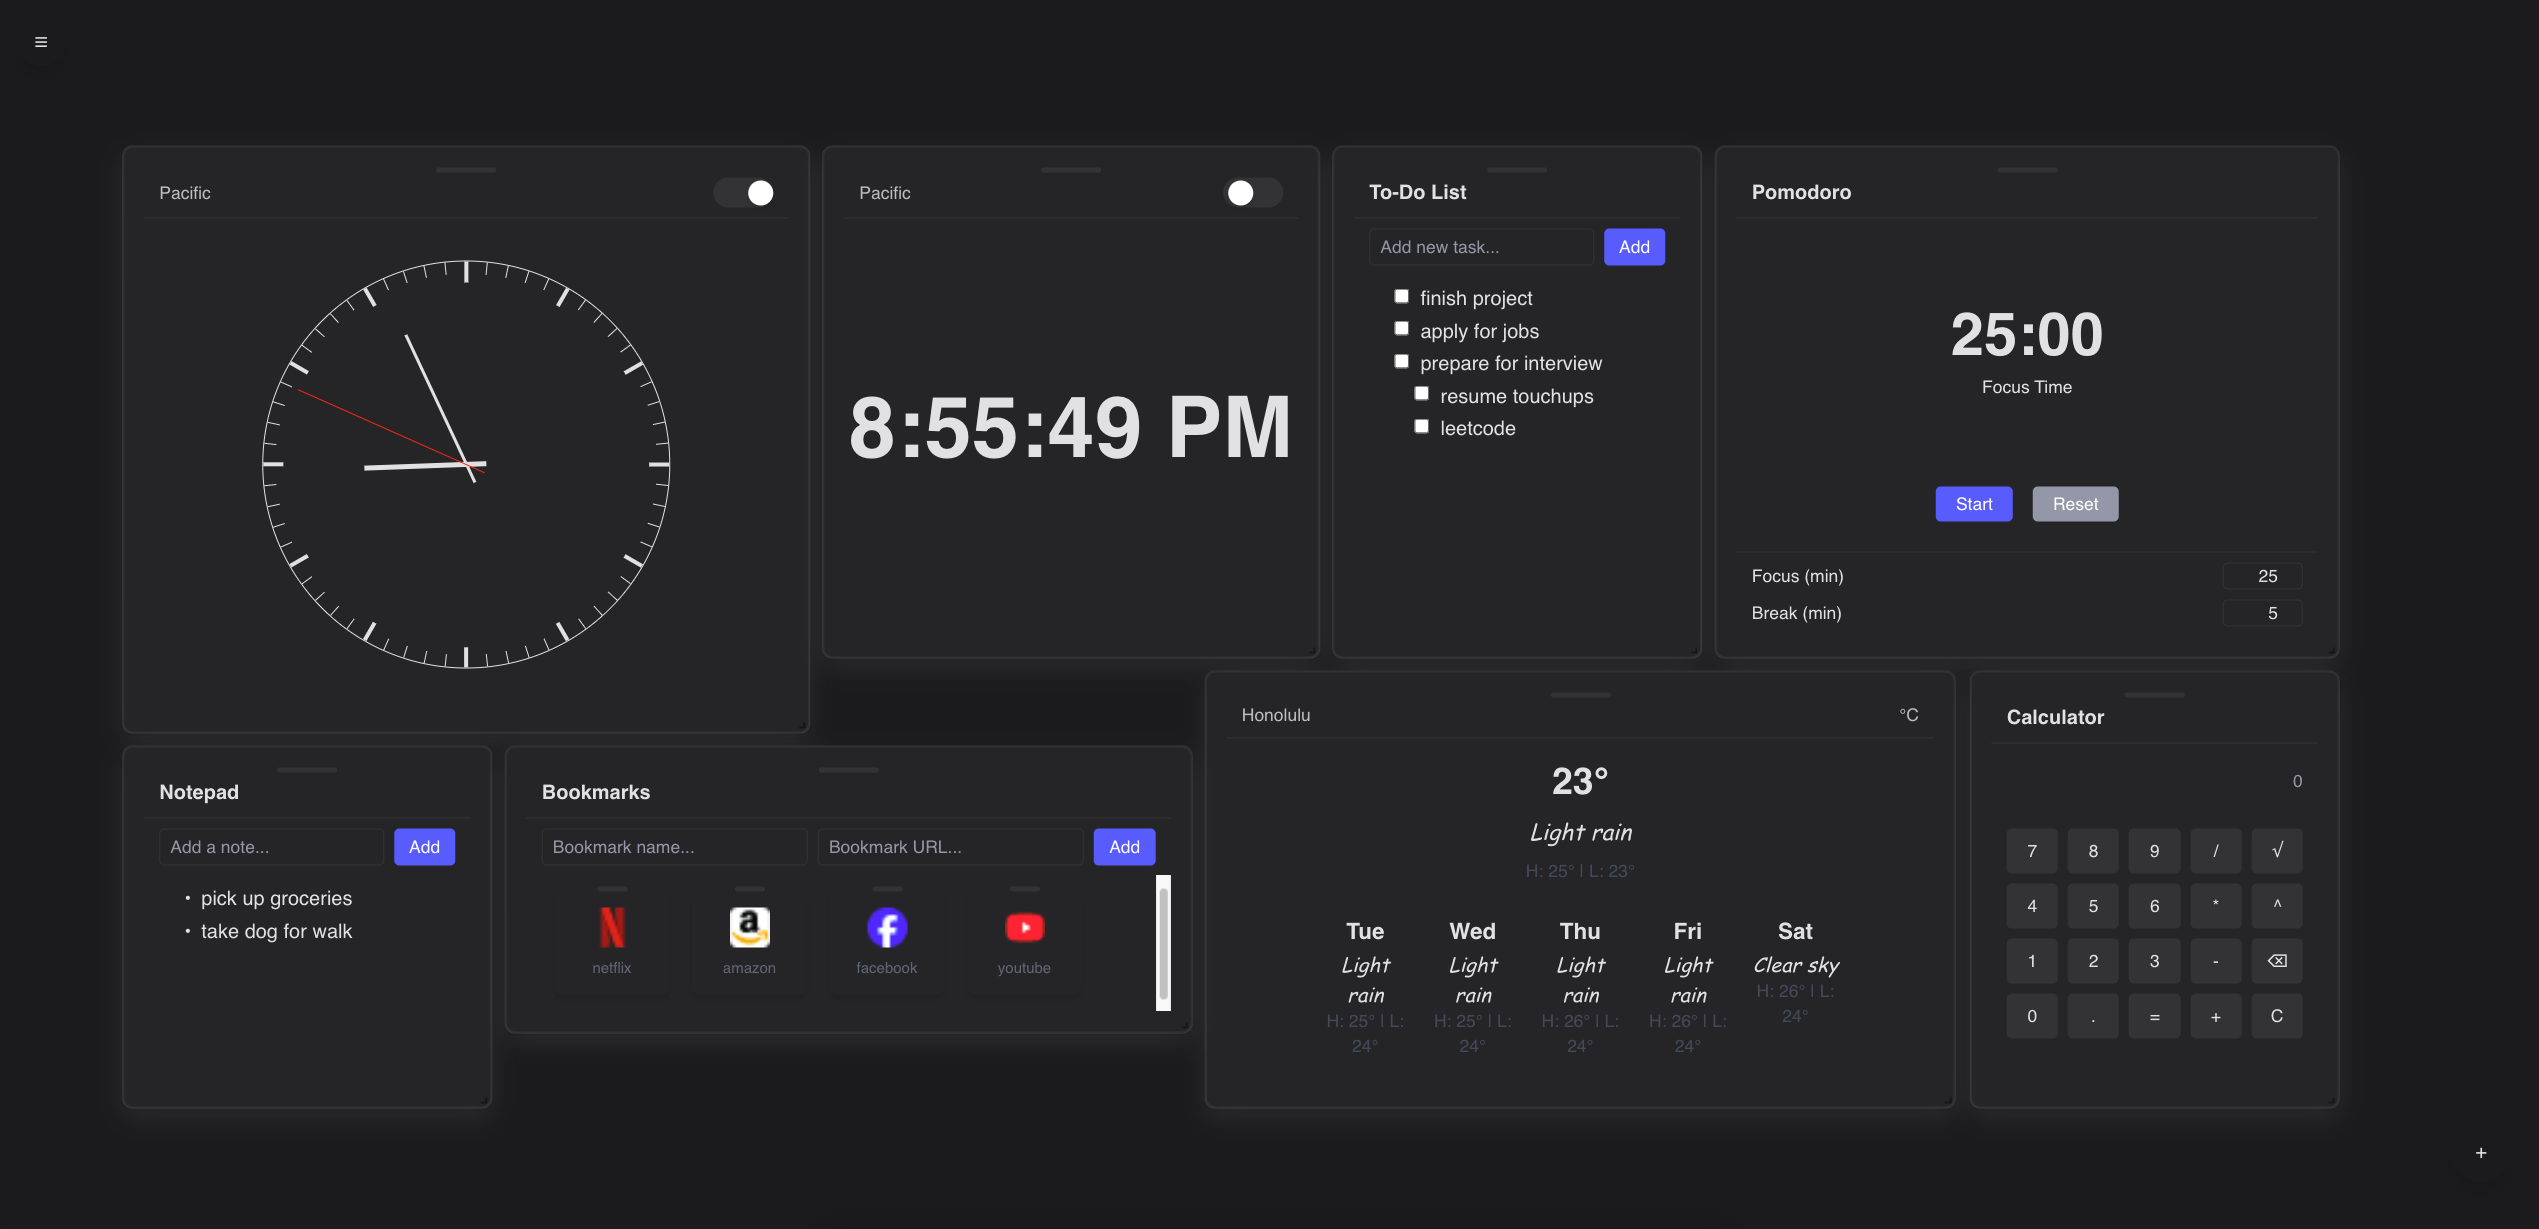 ≡
Pacific
Pacific
8:55:49 PM
To-Do List
Add new task...
Add
finish project
apply for jobs
prepare for interview
resume touchups
leetcode
Pomodoro
25:00
Focus Time
Start
Reset
Focus (min)
25
Break (min)
5
Notepad
Add a note...
Add
• pick up groceries
• take dog for walk
Bookmarks
Bookmark name...
Bookmark URL...
Add
netflix
amazon
facebook
youtube
Honolulu
°C
23°
Light rain
H: 25° | L: 23°
Tue
Light
rain
H: 25° | L:
24°
Wed
Light
rain
H: 25° | L:
24°
Thu
Light
rain
H: 26° | L:
24°
Fri
Light
rain
H: 26° | L:
24°
Sat
Clear sky
H: 26° | L:
24°
Calculator
0
7 8 9 / √
4 5 6 * ^
1 2 3 - ⌫
0 . = + C
+